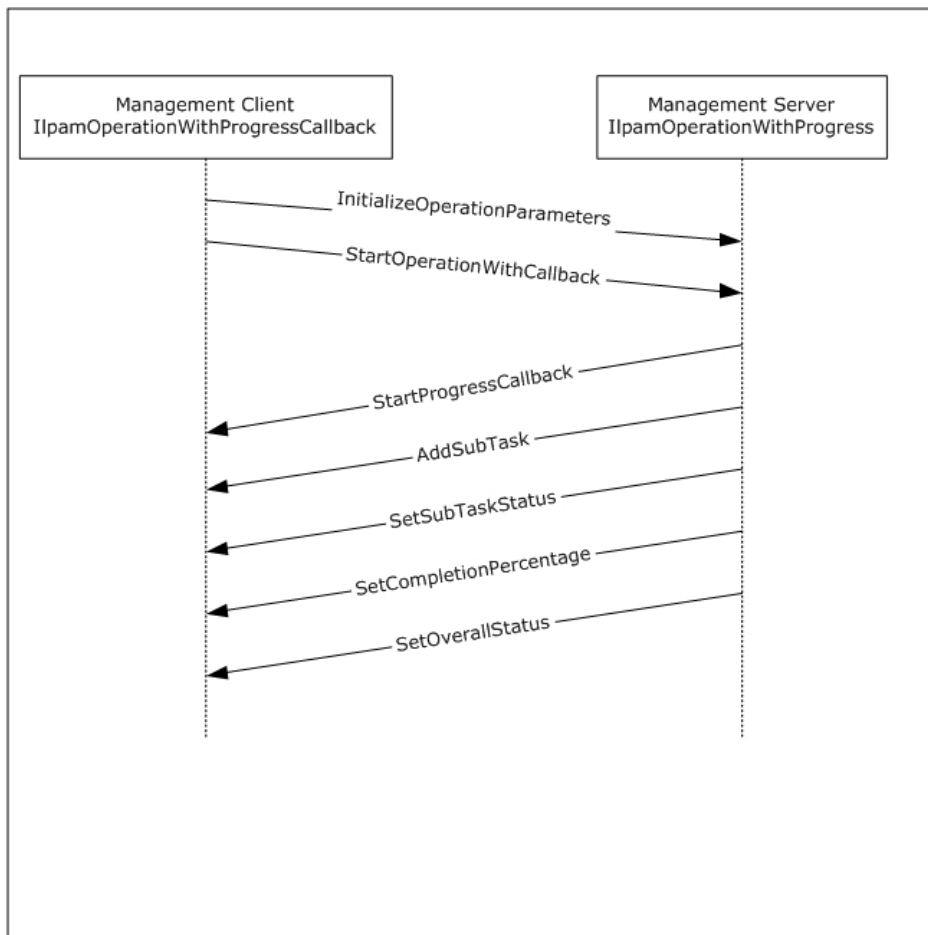 Management Client
IIpamOperationWithProgressCallback
Management Server
IIpamOperationWithProgress
InitializeOperationParameters
StartOperationWithCallback
StartProgressCallback
AddSubTask
SetSubTaskStatus
SetCompletionPercentage
SetOverallStatus